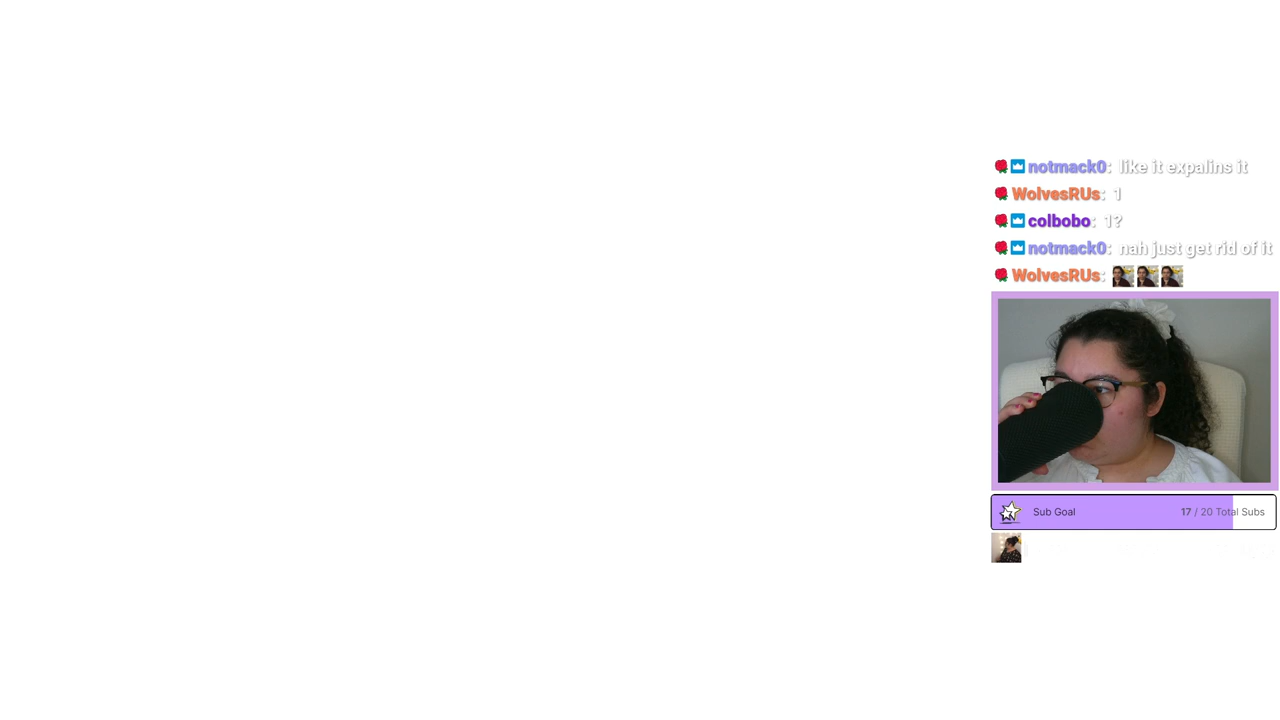 notmack0: like it expalins it
WolvesRUs: 1
colbobo: 1?
notmack0: nah just get rid of it
WolvesRUs:
Sub Goal 17 / 20 Total Subs